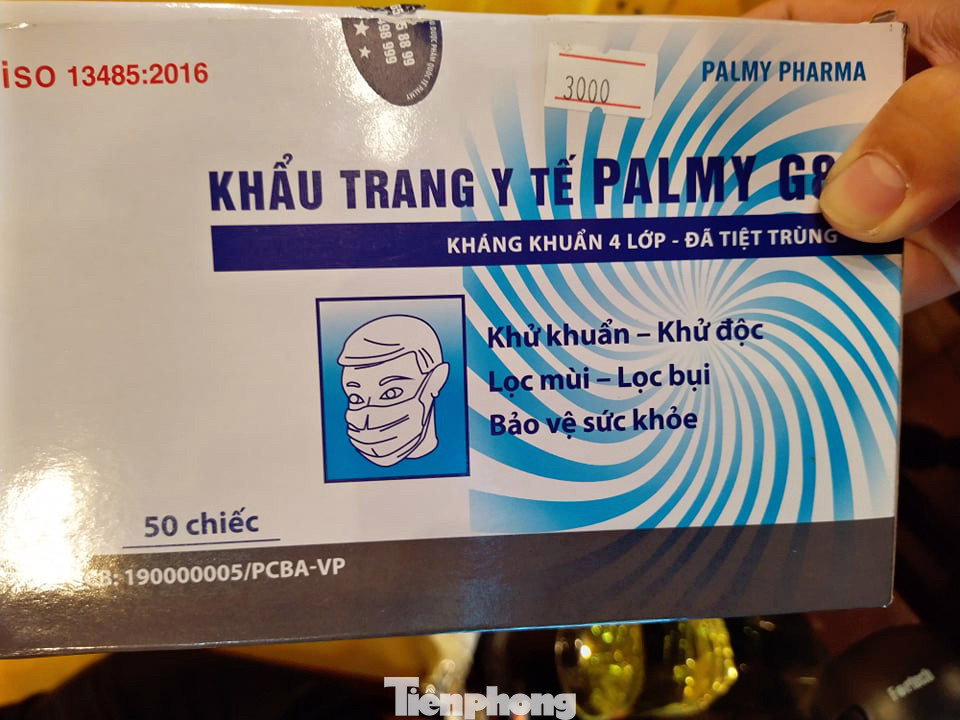 iSO 13485:2016
3000
PALMY PHARMA
KHẨU TRANG Y TẾ PALMY G8
KHÁNG KHUẨN 4 LỚP - ĐÃ TIỆT TRÙNG
Khử khuẩn – Khử độc
Lọc mùi – Lọc bụi
Bảo vệ sức khỏe
50 chiếc
190000005/PCBA-VP
Tiênphong